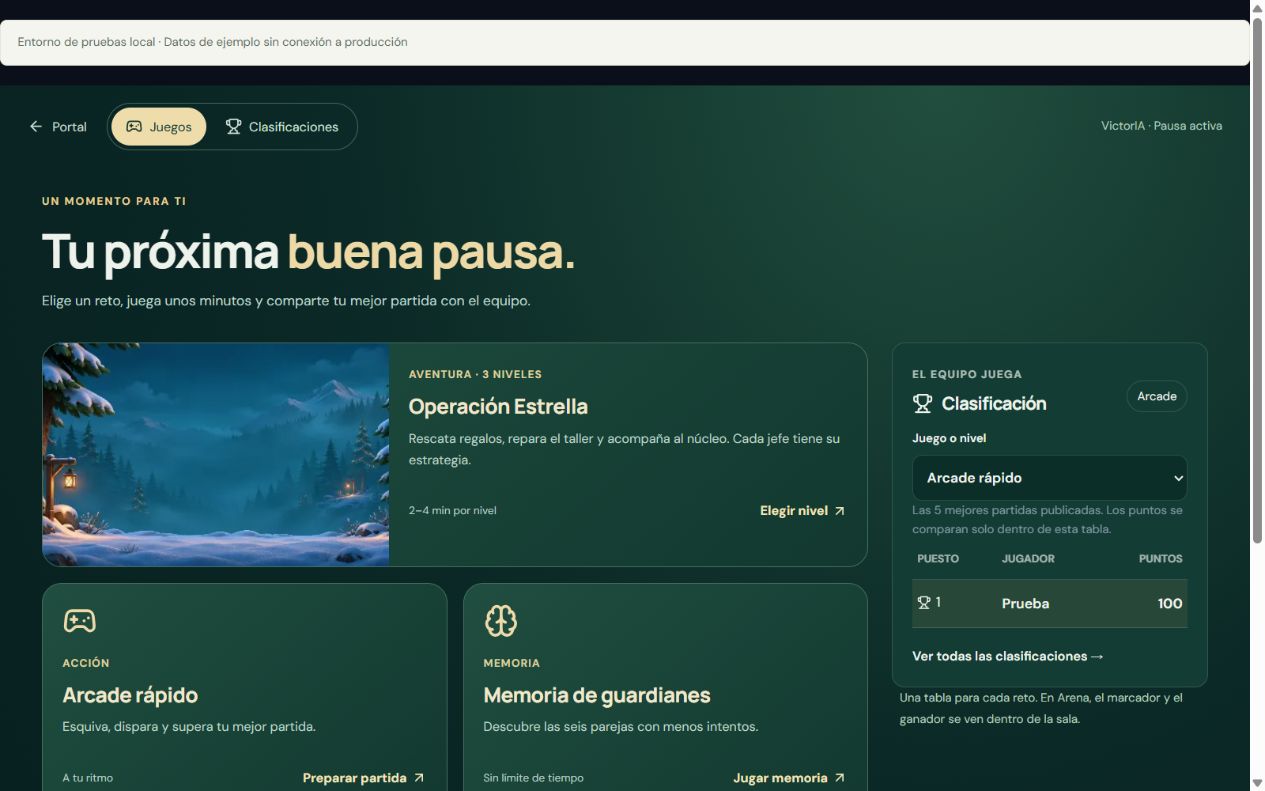 Entorno de pruebas local · Datos de ejemplo sin conexión a producción
← Portal
Juegos
Clasificaciones
VictorIA · Pausa activa
UN MOMENTO PARA TI
Tu próxima buena pausa.
Elige un reto, juega unos minutos y comparte tu mejor partida con el equipo.
AVENTURA · 3 NIVELES
Operación Estrella
Rescata regalos, repara el taller y acompaña al núcleo. Cada jefe tiene su
estrategia.
2–4 min por nivel
Elegir nivel ↗
ACCIÓN
Arcade rápido
Esquiva, dispara y supera tu mejor partida.
A tu ritmo
Preparar partida ↗
MEMORIA
Memoria de guardianes
Descubre las seis parejas con menos intentos.
Sin límite de tiempo
Jugar memoria ↗
EL EQUIPO JUEGA
Clasificación
Arcade
Juego o nivel
Arcade rápido
Las 5 mejores partidas publicadas. Los puntos se
comparan solo dentro de esta tabla.
PUESTO JUGADOR PUNTOS
1 Prueba 100
Ver todas las clasificaciones →
Una tabla para cada reto. En Arena, el marcador y el
ganador se ven dentro de la sala.